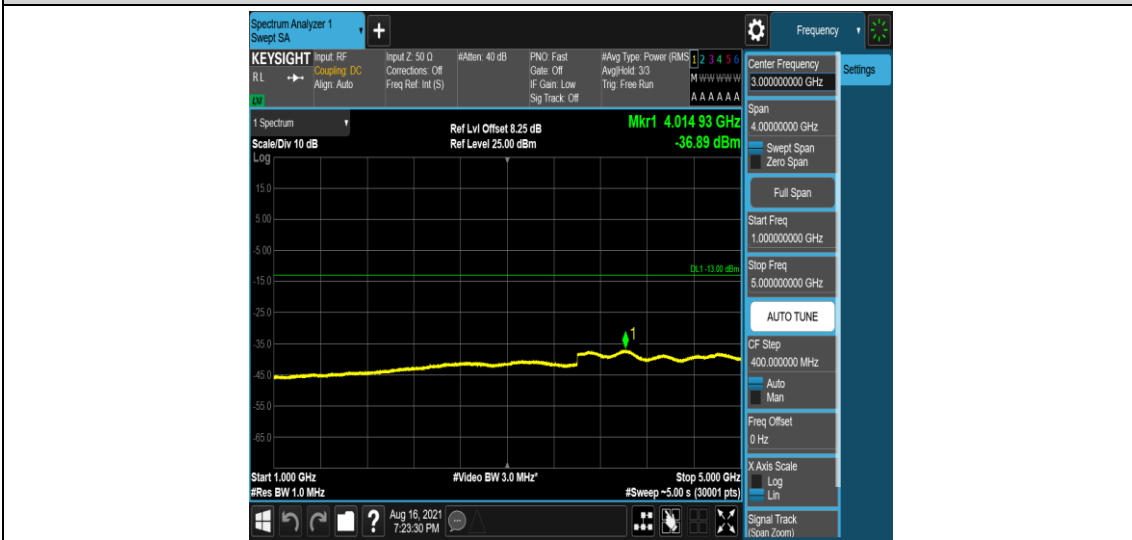 Spectrum Analyzer 1
Swept SA
+
Frequency
KEYSIGHT
RL
LXI
Input: RF
Coupling: DC
Align: Auto
Input Z: 50 Ω
Corrections: Off
Freq Ref: Int (S)
#Atten: 40 dB
PNO: Fast
Gate: Off
IF Gain: Low
Sig Track: Off
#Avg Type: Power (RMS
Avg|Hold: 3/3
Trig: Free Run
1 2 3 4 5 6
M W W W W W
A A A A A A
1 Spectrum
Scale/Div 10 dB
Log
Ref Lvl Offset 8.25 dB
Ref Level 25.00 dBm
Mkr1 4.014 93 GHz
-36.89 dBm
15.0
5.00
-5.00
-15.0
-25.0
-35.0
-45.0
-55.0
-65.0
DL1 -13.00 dBm
1
Start 1.000 GHz
#Res BW 1.0 MHz
#Video BW 3.0 MHz*
Stop 5.000 GHz
#Sweep ~5.00 s (30001 pts)
Aug 16, 2021
7:23:30 PM
?
Center Frequency
3.000000000 GHz
Settings
Span
4.00000000 GHz
Swept Span
Zero Span
Full Span
Start Freq
1.000000000 GHz
Stop Freq
5.000000000 GHz
AUTO TUNE
CF Step
400.000000 MHz
Auto
Man
Freq Offset
0 Hz
X Axis Scale
Log
Lin
Signal Track
(Span Zoom)